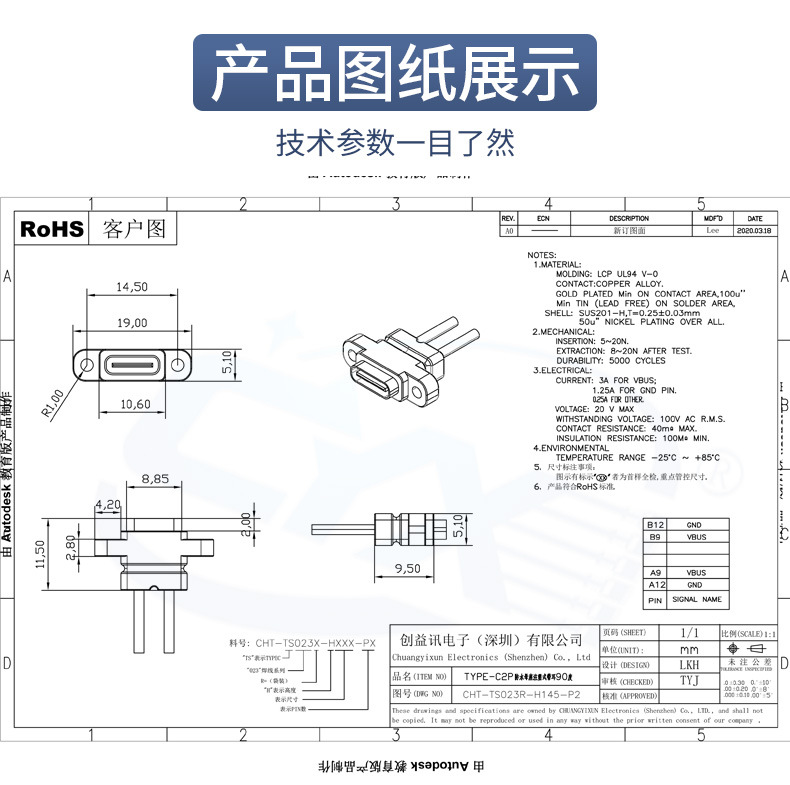 产品图纸展示
技术参数一目了然
1 2 3 4 5
RoHS 客户图
REV. ECN DESCRIPTION MDF'D DATE
A0 新订图面 Lee 2020.03.18
A
A
14,50
19,00
5,10
R1,00
10,60
NOTES:
1.MATERIAL:
MOLDING: LCP UL94 V-0
CONTACT:COPPER ALLOY.
GOLD PLATED Min ON CONTACT AREA,100u''
Min TIN (LEAD FREE) ON SOLDER AREA,
SHELL: SUS201-H,T=0.25±0.03mm
50u'' NICKEL PLATING OVER ALL.
2.MECHANICAL:
INSERTION: 5~20N.
EXTRACTION: 8~20N AFTER TEST.
DURABILITY: 5000 CYCLES
3.ELECTRICAL:
CURRENT: 3A FOR VBUS;
1.25A FOR GND PIN.
0.25A FOR OTHER.
VOLTAGE: 20 V MAX
WITHSTANDING VOLTAGE: 100V AC R.M.S.
CONTACT RESISTANCE: 40mΩ MAX.
INSULATION RESISTANCE: 100MΩ MIN.
4.ENVIRONMENTAL
TEMPERATURE RANGE -25°C ~ +85°C
5. 尺寸标注事项:
图示有标示"XX"者为首样全检,重点管控尺寸.
6. 产品符合RoHS标准.
B
由 Autodesk 教育版产品制作
8,85
4,20
2,00
2,80
11,50
5,10
9,50
C
B12 GND
B9 VBUS
A9 VBUS
A12 GND
PIN SIGNAL NAME
D
D
料号: CHT-TS023X-HXXX-PX
"TS"表示TYPEC
"023"焊线系列
R=(袋装)
"H"表示高度
表示尺寸
表示PIN数
创益讯电子（深圳）有限公司
Chuangyixun Electronics (Shenzhen) Co., Ltd
品名(ITEM NO) TYPE-C2P
90度
图号(DWG NO) CHT-TS023R-H145-P2
页码(SHEET) 1/1
单位(UNIT): mm
设计(DESIGN) LKH
审核(CHECKED) TYJ
核准(APPROVED)
比例(SCALE) 1:1
未注公差
TOLERANCE UNSPECIFIED
.0 ±0.30 0.°±10'
.00 ±0.20 .0°±8'
.000 ±0.10 .00°±5'
These drawings and specifications are owned by CHUANGYIXUN Electronics (Shenzhen) Co., LTD., and shall not
be copied. It may not be reproduced or used in any way without the prior written consent of our company .
1 2 3 4 5
由 Autodesk 教育版产品制作